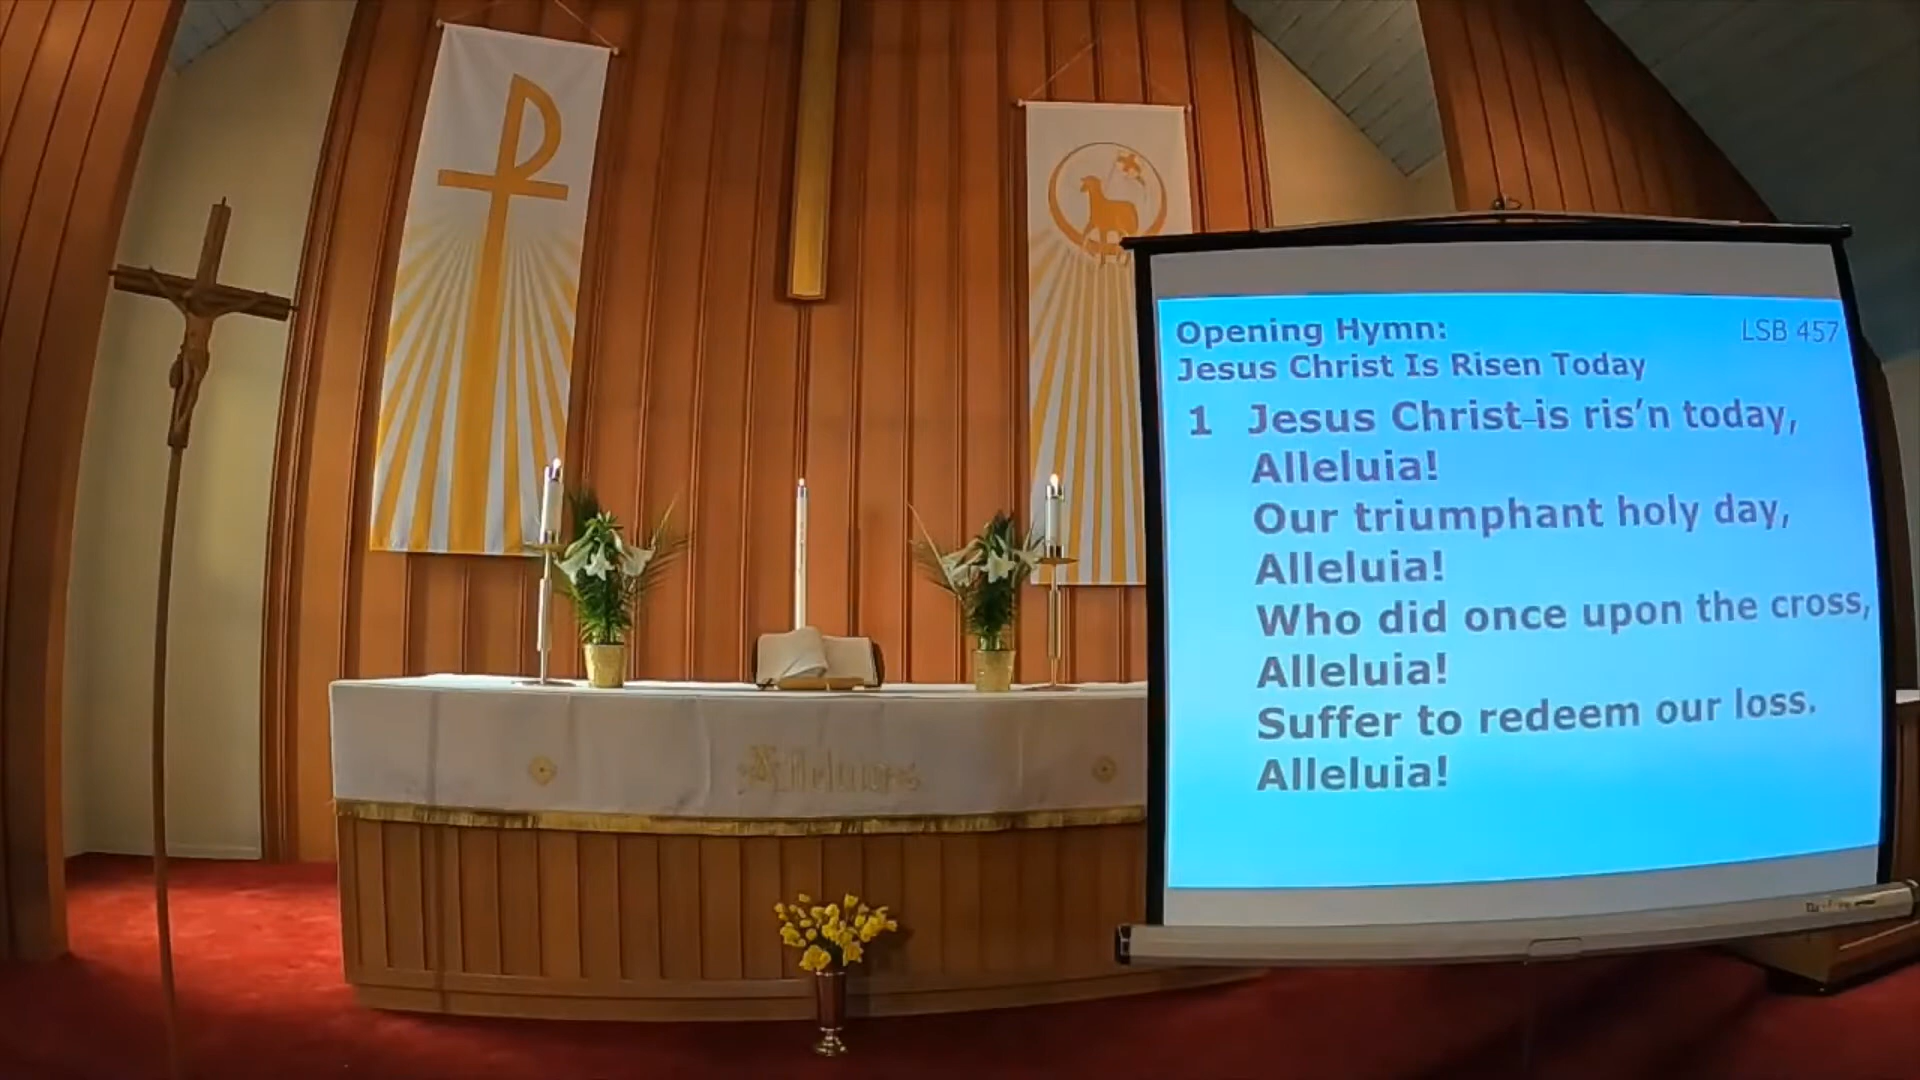 Opening Hymn: LSB 457
Jesus Christ Is Risen Today
1 Jesus Christ is ris’n today,
Alleluia!
Our triumphant holy day,
Alleluia!
Who did once upon the cross,
Alleluia!
Suffer to redeem our loss.
Alleluia!